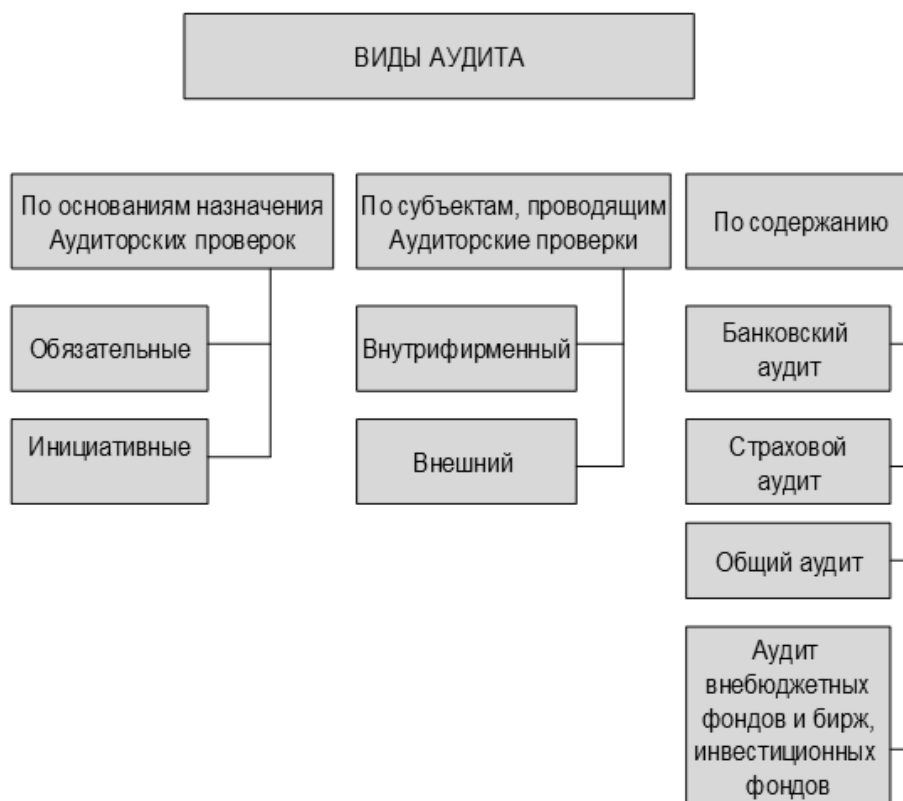 ВИДЫ АУДИТА
По основаниям назначения
Аудиторских проверок
Обязательные
Инициативные
По субъектам, проводящим
Аудиторские проверки
Внутрифирменный
Внешний
По содержанию
Банковский
аудит
Страховой
аудит
Общий аудит
Аудит
внебюджетных
фондов и бирж,
инвестиционных
фондов